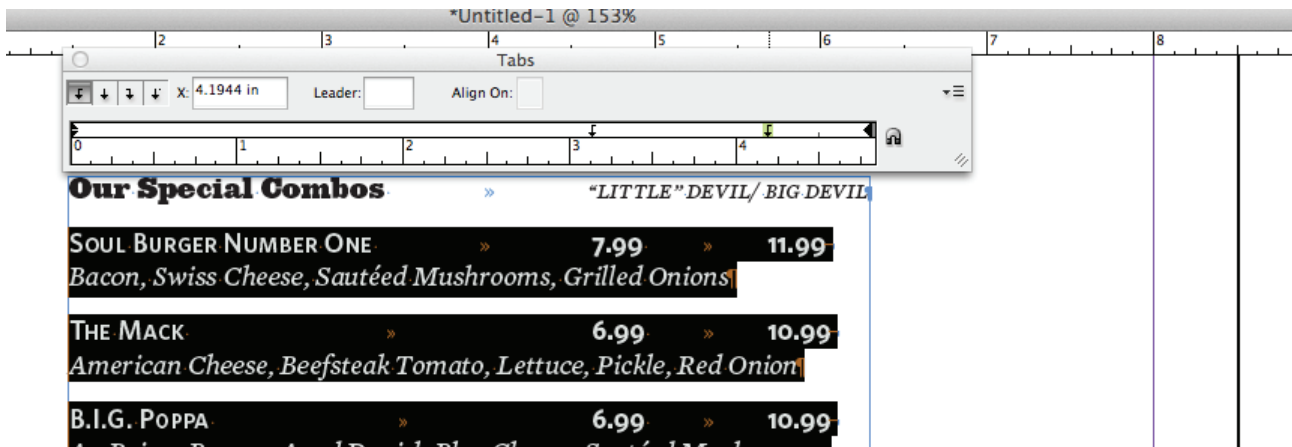 *Untitled-1 @ 153%
2 3 4 5 6 7 8
Tabs
X: 4.1944 in Leader: Align On:
0 1 2 3 4
Our Special Combos » “LITTLE” DEVIL/ BIG DEVIL¶
Soul Burger Number One » 7.99 » 11.99
Bacon, Swiss Cheese, Sautéed Mushrooms, Grilled Onions¶
The Mack » 6.99 » 10.99
American Cheese, Beefsteak Tomato, Lettuce, Pickle, Red Onion¶
B.I.G. Poppa » 6.99 » 10.99